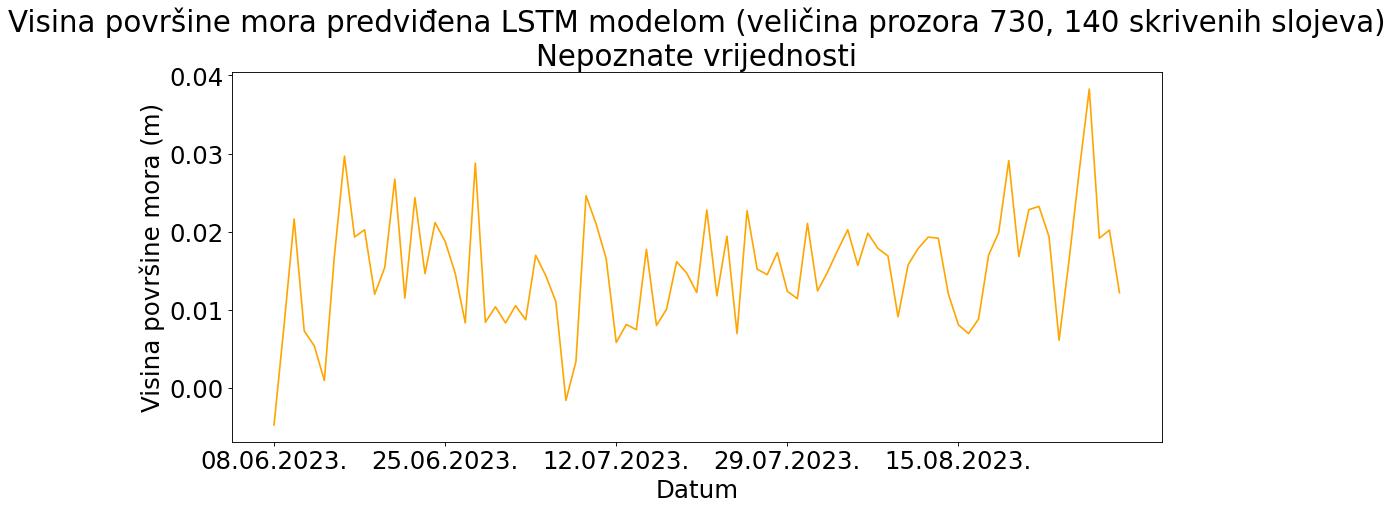 Visina površine mora predviđena LSTM modelom (veličina prozora 730, 140 skrivenih slojeva)
Nepoznate vrijednosti
Visina površine mora (m)
0.04
0.03
0.02
0.01
0.00
08.06.2023. 25.06.2023. 12.07.2023. 29.07.2023. 15.08.2023.
Datum